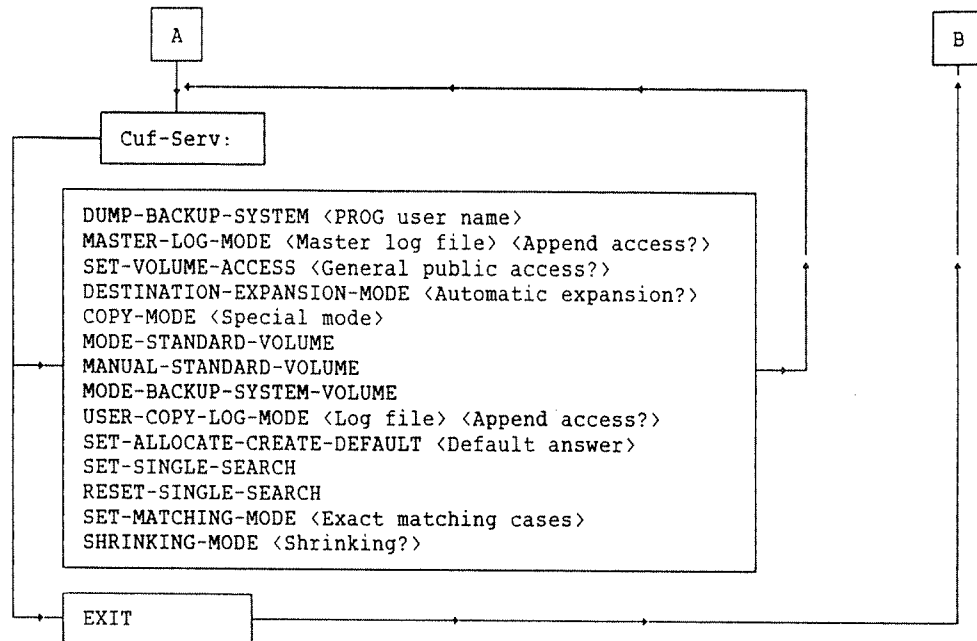 A
B
Cuf-Serv:
DUMP-BACKUP-SYSTEM <PROG user name>
MASTER-LOG-MODE <Master log file> <Append access?>
SET-VOLUME-ACCESS <General public access?>
DESTINATION-EXPANSION-MODE <Automatic expansion?>
COPY-MODE <Special mode>
MODE-STANDARD-VOLUME
MANUAL-STANDARD-VOLUME
MODE-BACKUP-SYSTEM-VOLUME
USER-COPY-LOG-MODE <Log file> <Append access?>
SET-ALLOCATE-CREATE-DEFAULT <Default answer>
SET-SINGLE-SEARCH
RESET-SINGLE-SEARCH
SET-MATCHING-MODE <Exact matching cases>
SHRINKING-MODE <Shrinking?>
EXIT